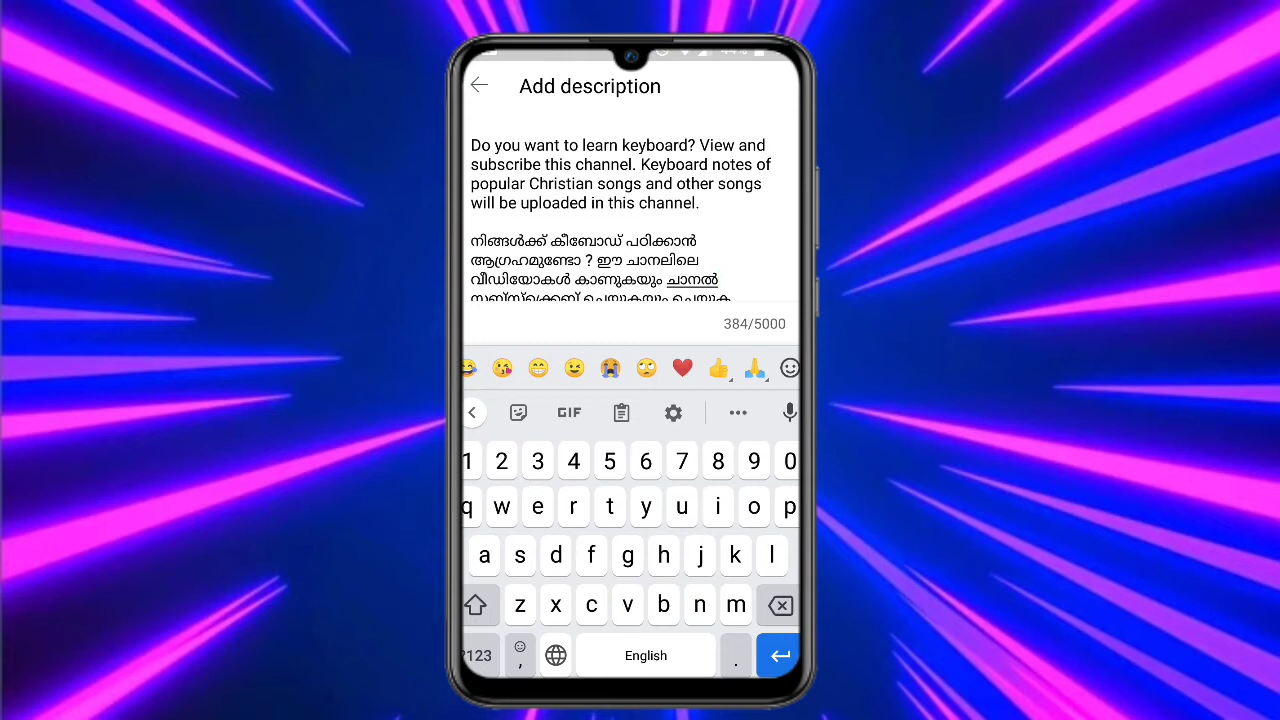 Add description
Do you want to learn keyboard? View and
subscribe this channel. Keyboard notes of
popular Christian songs and other songs
will be uploaded in this channel.
നിങ്ങൾക്ക് കീബോഡ് പഠിക്കാൻ
ആഗ്രഹമുണ്ടോ ? ഈ ചാനലിലെ
വീഡിയോകൾ കാണുകയും ചാനൽ
സബ്സ്ക്രൈബ് ചെയ്യുകയും ചെയ്യുക
384/5000
GIF
1 2 3 4 5 6 7 8 9 0
q w e r t y u i o p
a s d f g h j k l
z x c v b n m
?123 , English .